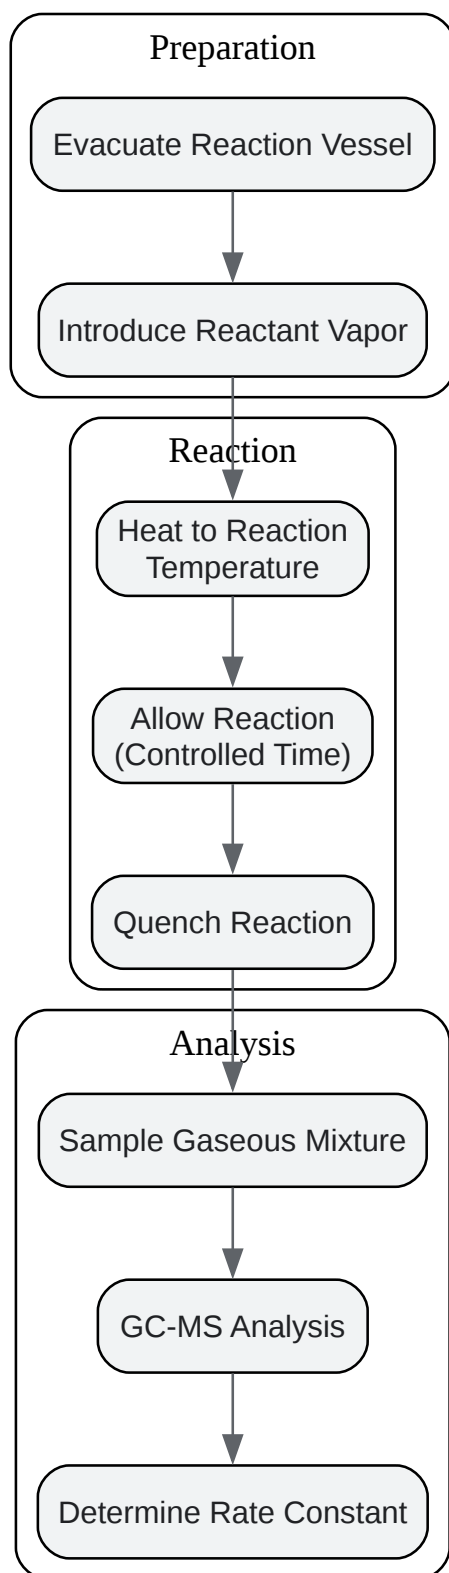 Preparation
Evacuate Reaction Vessel
Introduce Reactant Vapor
Reaction
Heat to Reaction
Temperature
Allow Reaction
(Controlled Time)
Quench Reaction
Analysis
Sample Gaseous Mixture
GC-MS Analysis
Determine Rate Constant